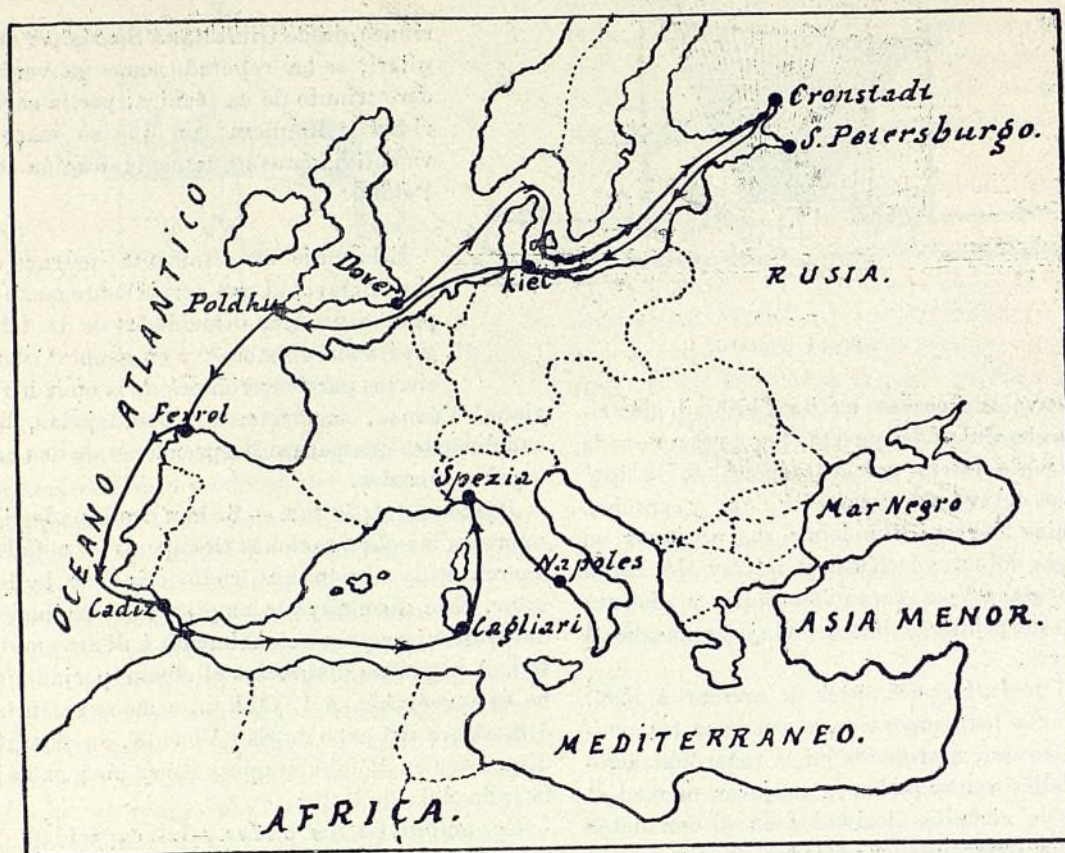 Cronstadt
S. Petersburgo.
RUSIA.
Dover
Kiel
Poldhu
OCEANO ATLANTICO
Ferrol
Spezia
Mar Negro
Napoles
Cadiz
Cagliari
ASIA MENOR.
MEDITERRANEO.
AFRICA.